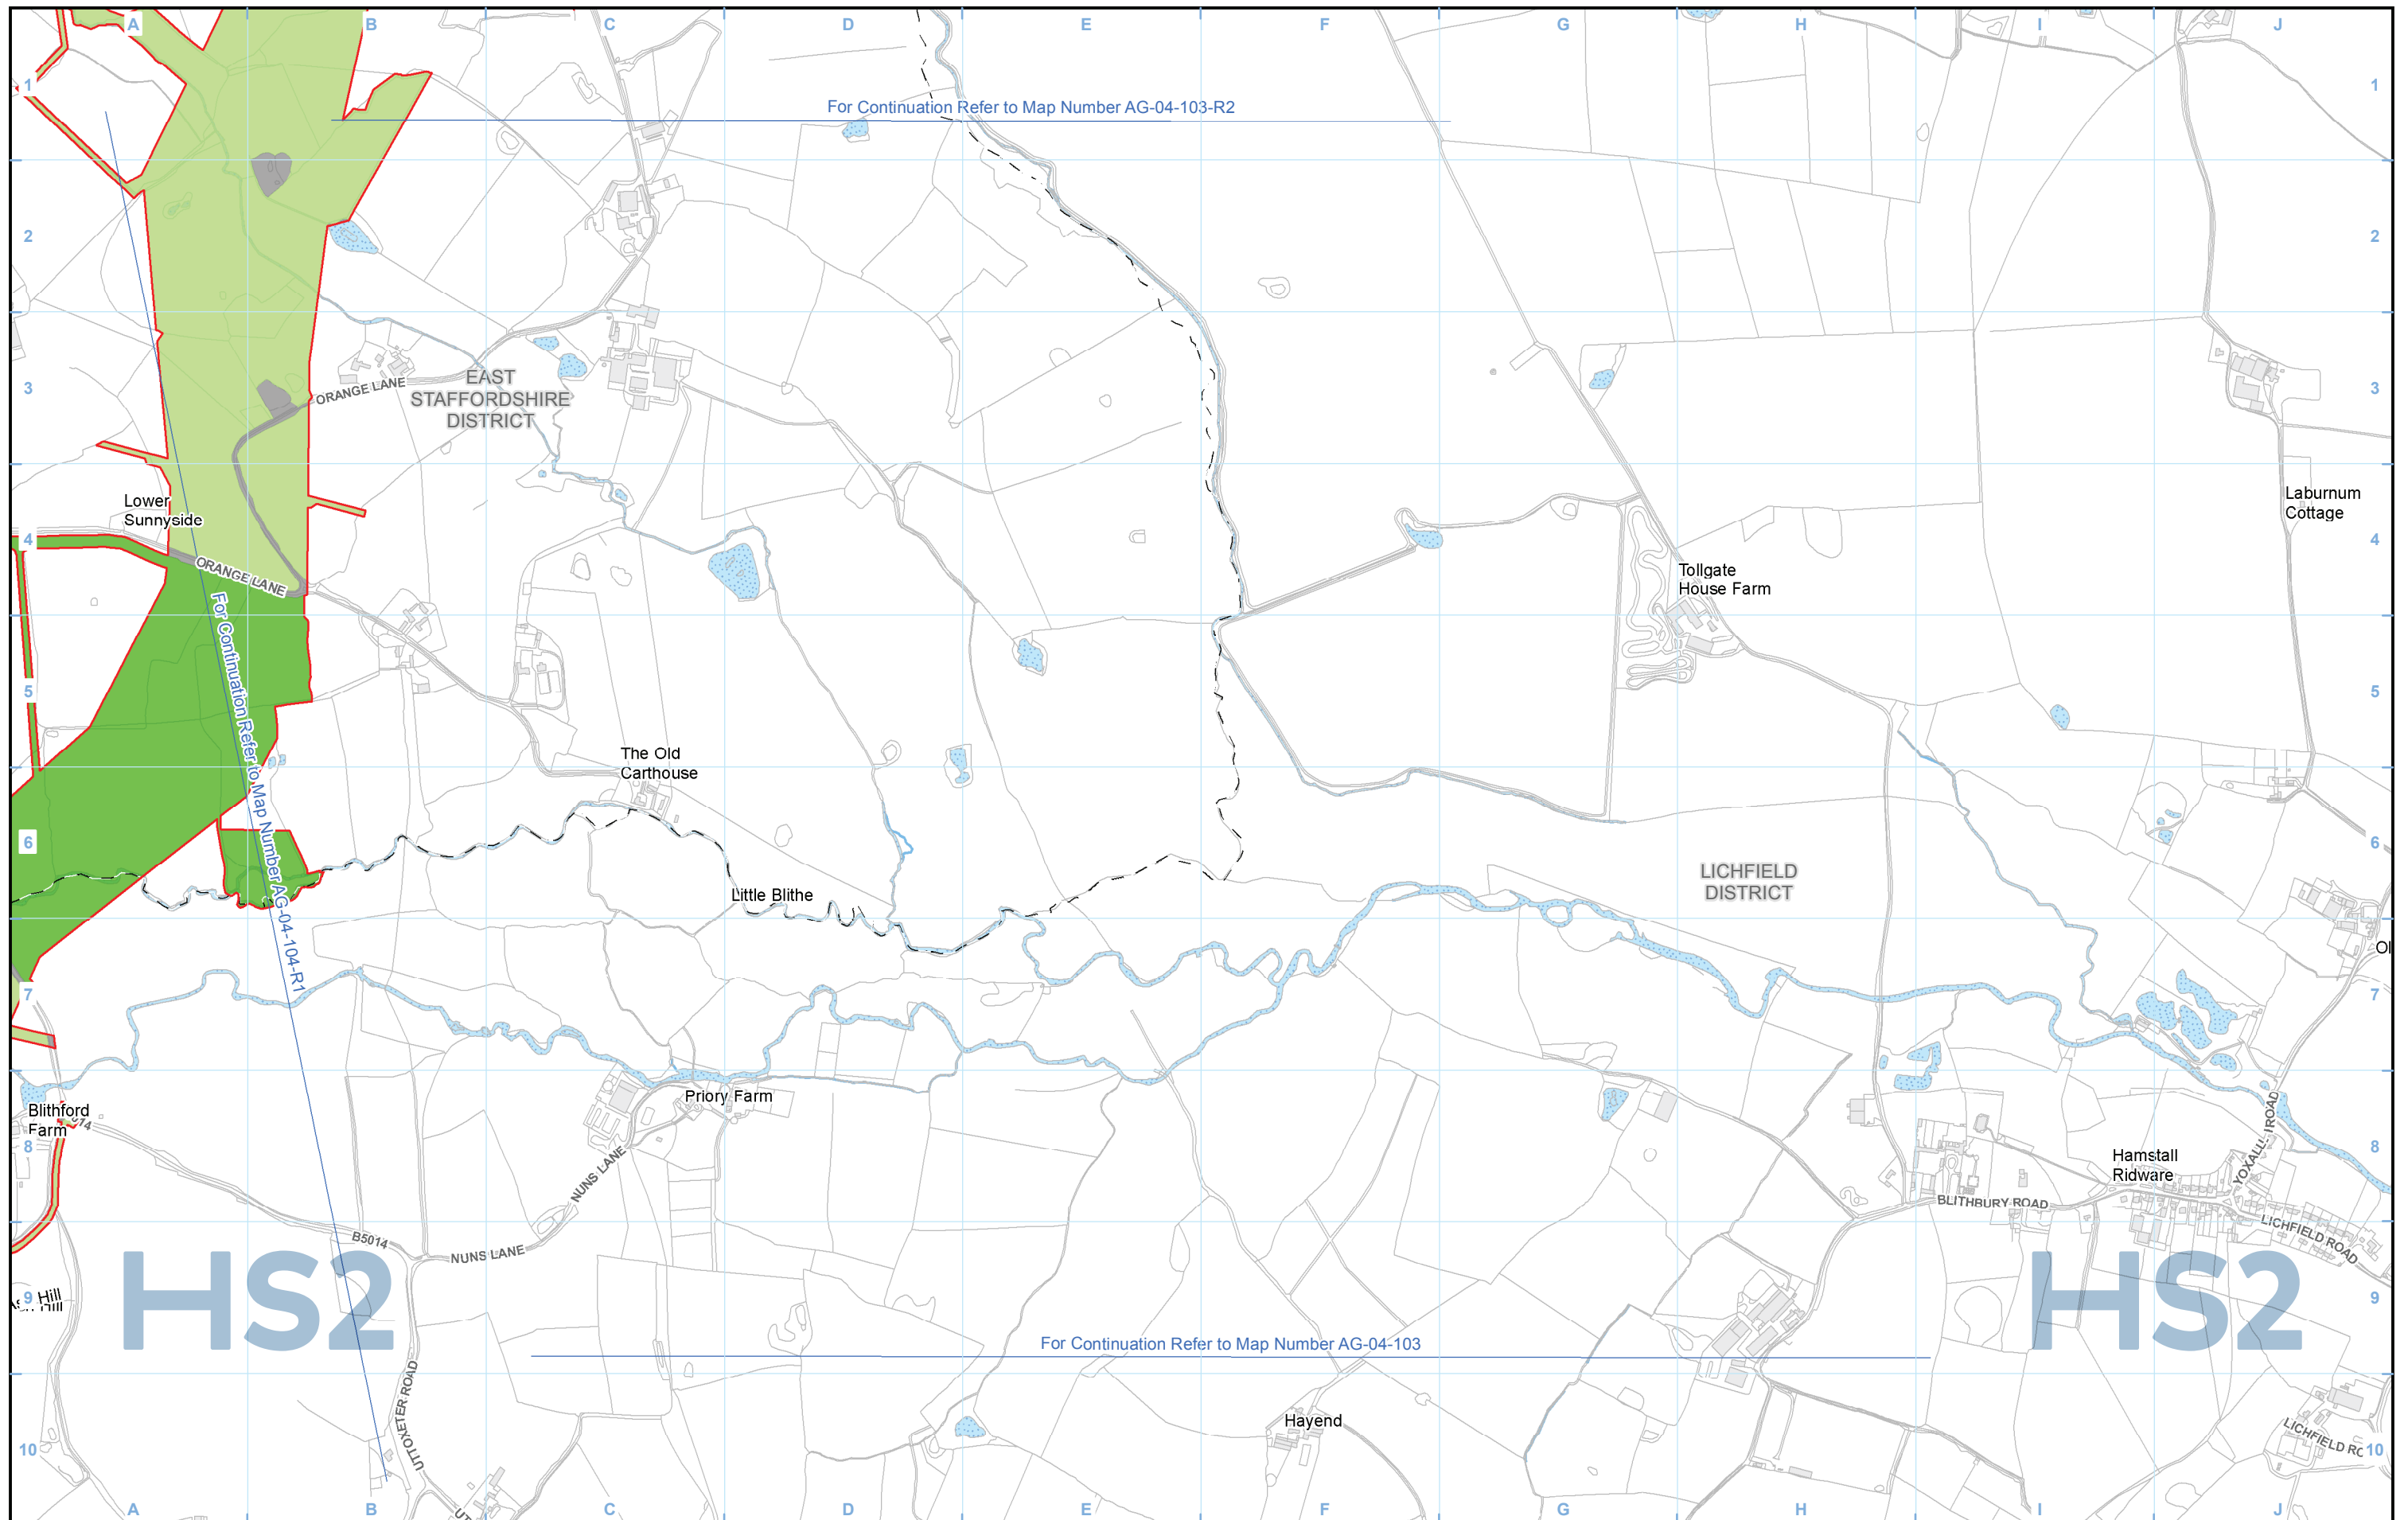 A B C D E F G H I J
1 1
For Continuation Refer to Map Number AG-04-103-R2
2 2
3 3
ORANGE LANE
EAST
STAFFORDSHIRE
DISTRICT
Lower
Sunnyside
Laburnum
Cottage
4 4
ORANGE LANE
Tollgate
House Farm
For Continuation Refer to Map Number AG-04-104-R1
5 5
The Old
Carthouse
6 6
Little Blithe
LICHFIELD
DISTRICT
Ol
7 7
Priory Farm
Blithford
Farm
014
8 8
NUNS LANE
Hamstall
Ridware
YOXALL ROAD
BLITHBURY ROAD
LICHFIELD ROAD
B5014
NUNS LANE
HS2 HS2
9 9
Hill
For Continuation Refer to Map Number AG-04-103
UTTOXETER ROAD
Hayend
LICHFIELD RO
10 10
UT
A B C D E F G H I J